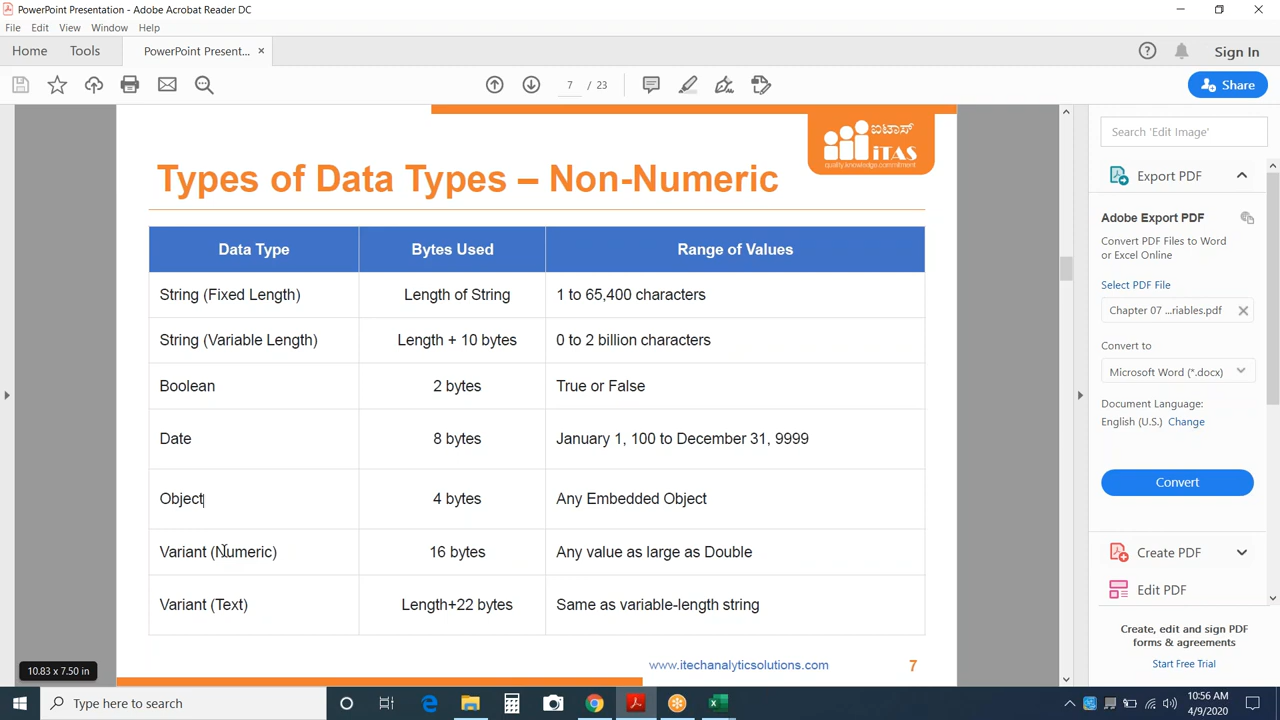 PowerPoint Presentation - Adobe Acrobat Reader DC
File Edit View Window Help
Home Tools PowerPoint Present... × Sign In
7 / 23 Share
ಐಟಾಸ್
iTAS
quality.knowledge.commitment
Types of Data Types – Non-Numeric
Data Type Bytes Used Range of Values
String (Fixed Length) Length of String 1 to 65,400 characters
String (Variable Length) Length + 10 bytes 0 to 2 billion characters
Boolean 2 bytes True or False
Date 8 bytes January 1, 100 to December 31, 9999
Object 4 bytes Any Embedded Object
Variant (Numeric) 16 bytes Any value as large as Double
Variant (Text) Length+22 bytes Same as variable-length string
www.itechanalyticsolutions.com 7
10.83 x 7.50 in
Search 'Edit Image'
Export PDF
Adobe Export PDF
Convert PDF Files to Word
or Excel Online
Select PDF File
Chapter 07 ...riables.pdf ×
Convert to
Microsoft Word (*.docx)
Document Language:
English (U.S.) Change
Convert
Create PDF
Edit PDF
Create, edit and sign PDF
forms & agreements
Start Free Trial
Type here to search
10:56 AM
4/9/2020